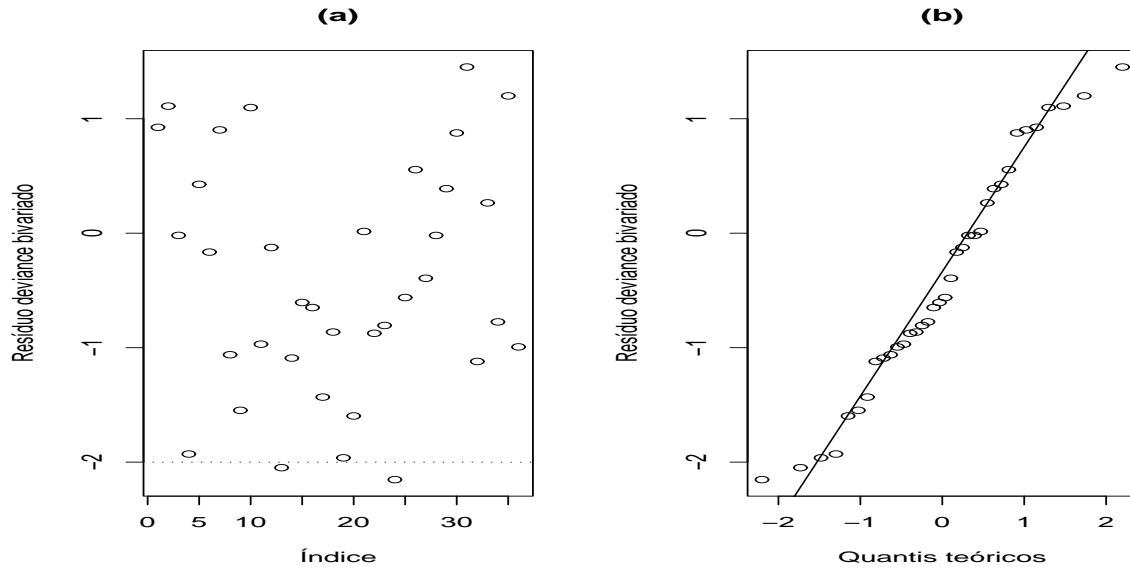 (a)
Resíduo deviance bivariado
1
0
-1
-2
0 5 10 20 30
Índice
(b)
Resíduo deviance bivariado
1
0
-1
-2
−2 −1 0 1 2
Quantis teóricos